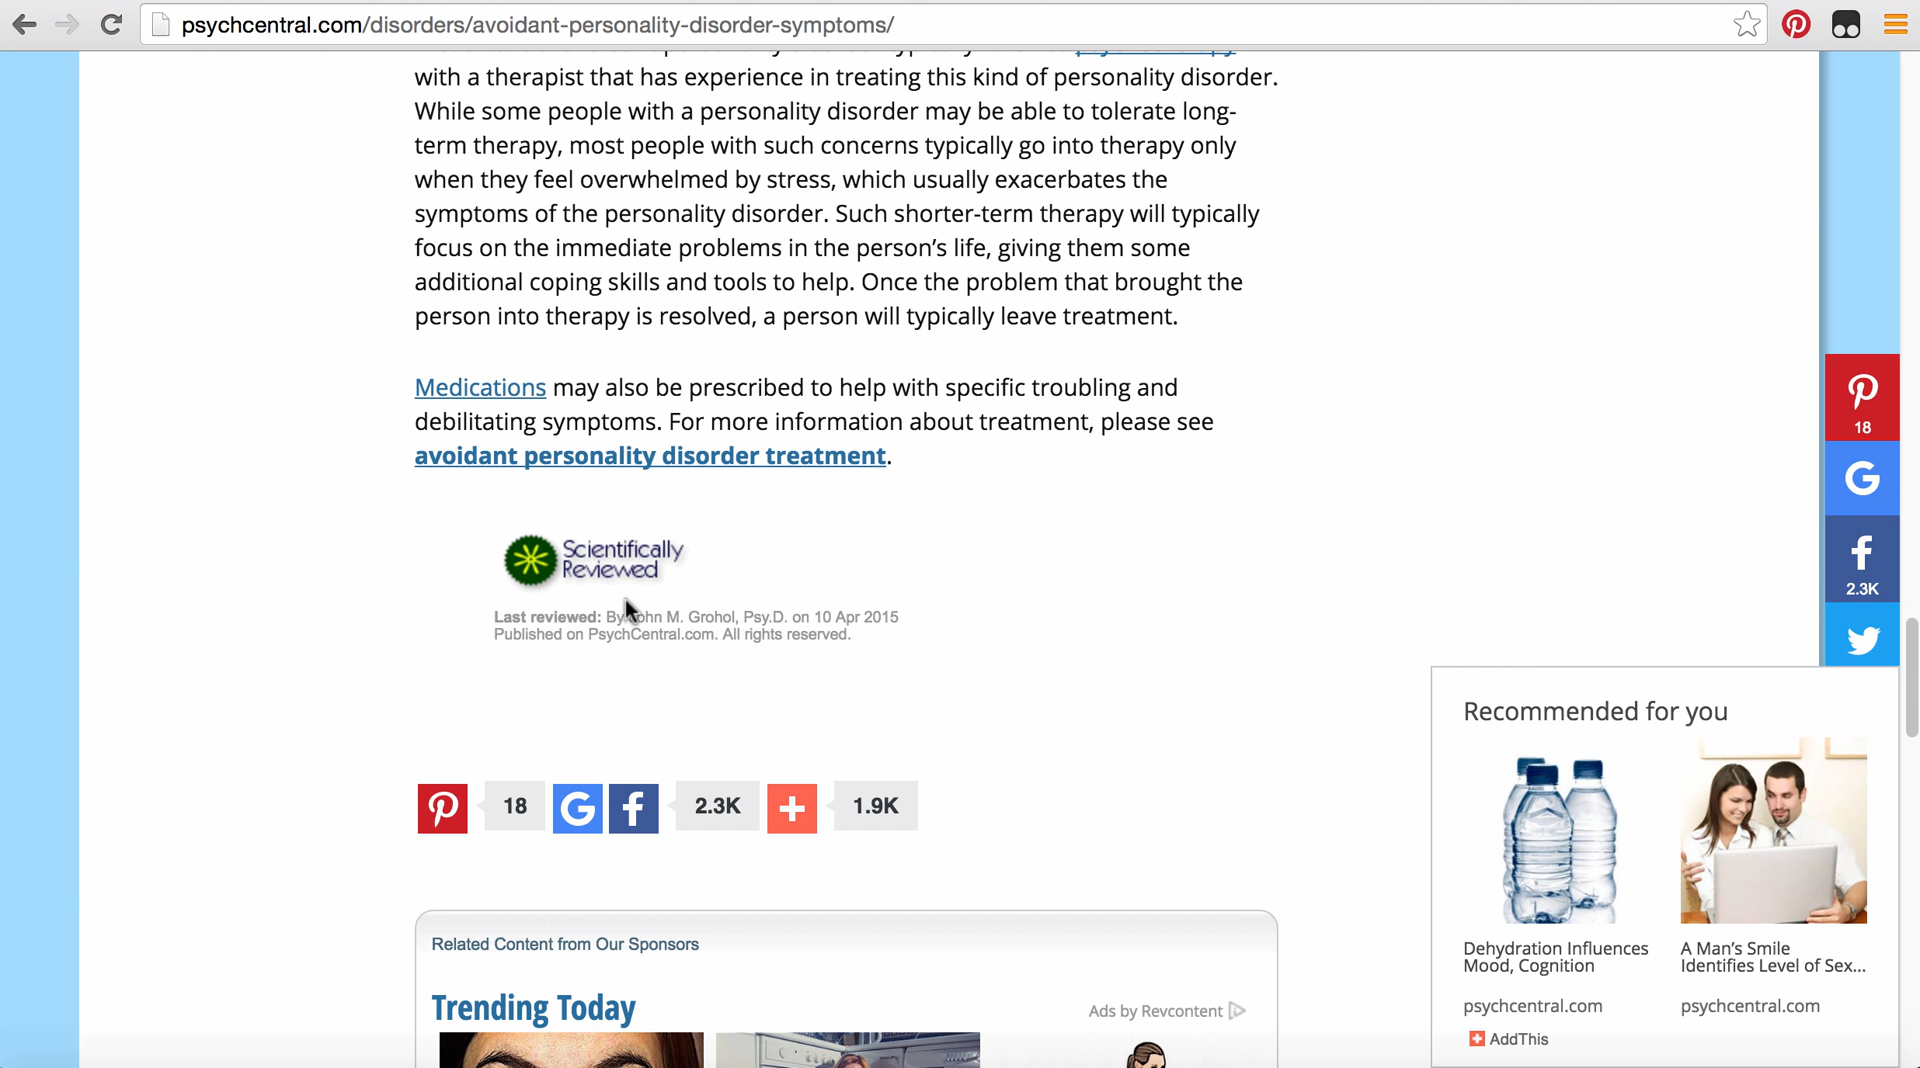 psychcentral.com/disorders/avoidant-personality-disorder-symptoms/
with a therapist that has experience in treating this kind of personality disorder.
While some people with a personality disorder may be able to tolerate long-
term therapy, most people with such concerns typically go into therapy only
when they feel overwhelmed by stress, which usually exacerbates the
symptoms of the personality disorder. Such shorter-term therapy will typically
focus on the immediate problems in the person's life, giving them some
additional coping skills and tools to help. Once the problem that brought the
person into therapy is resolved, a person will typically leave treatment.
Medications may also be prescribed to help with specific troubling and
debilitating symptoms. For more information about treatment, please see
avoidant personality disorder treatment.
Scientifically
Reviewed
Last reviewed: By John M. Grohol, Psy.D. on 10 Apr 2015
Published on PsychCentral.com. All rights reserved.
18
2.3K
1.9K
18
2.3K
Related Content from Our Sponsors
Trending Today
Ads by Revcontent
Recommended for you
Dehydration Influences
Mood, Cognition
psychcentral.com
A Man's Smile
Identifies Level of Sex...
psychcentral.com
AddThis